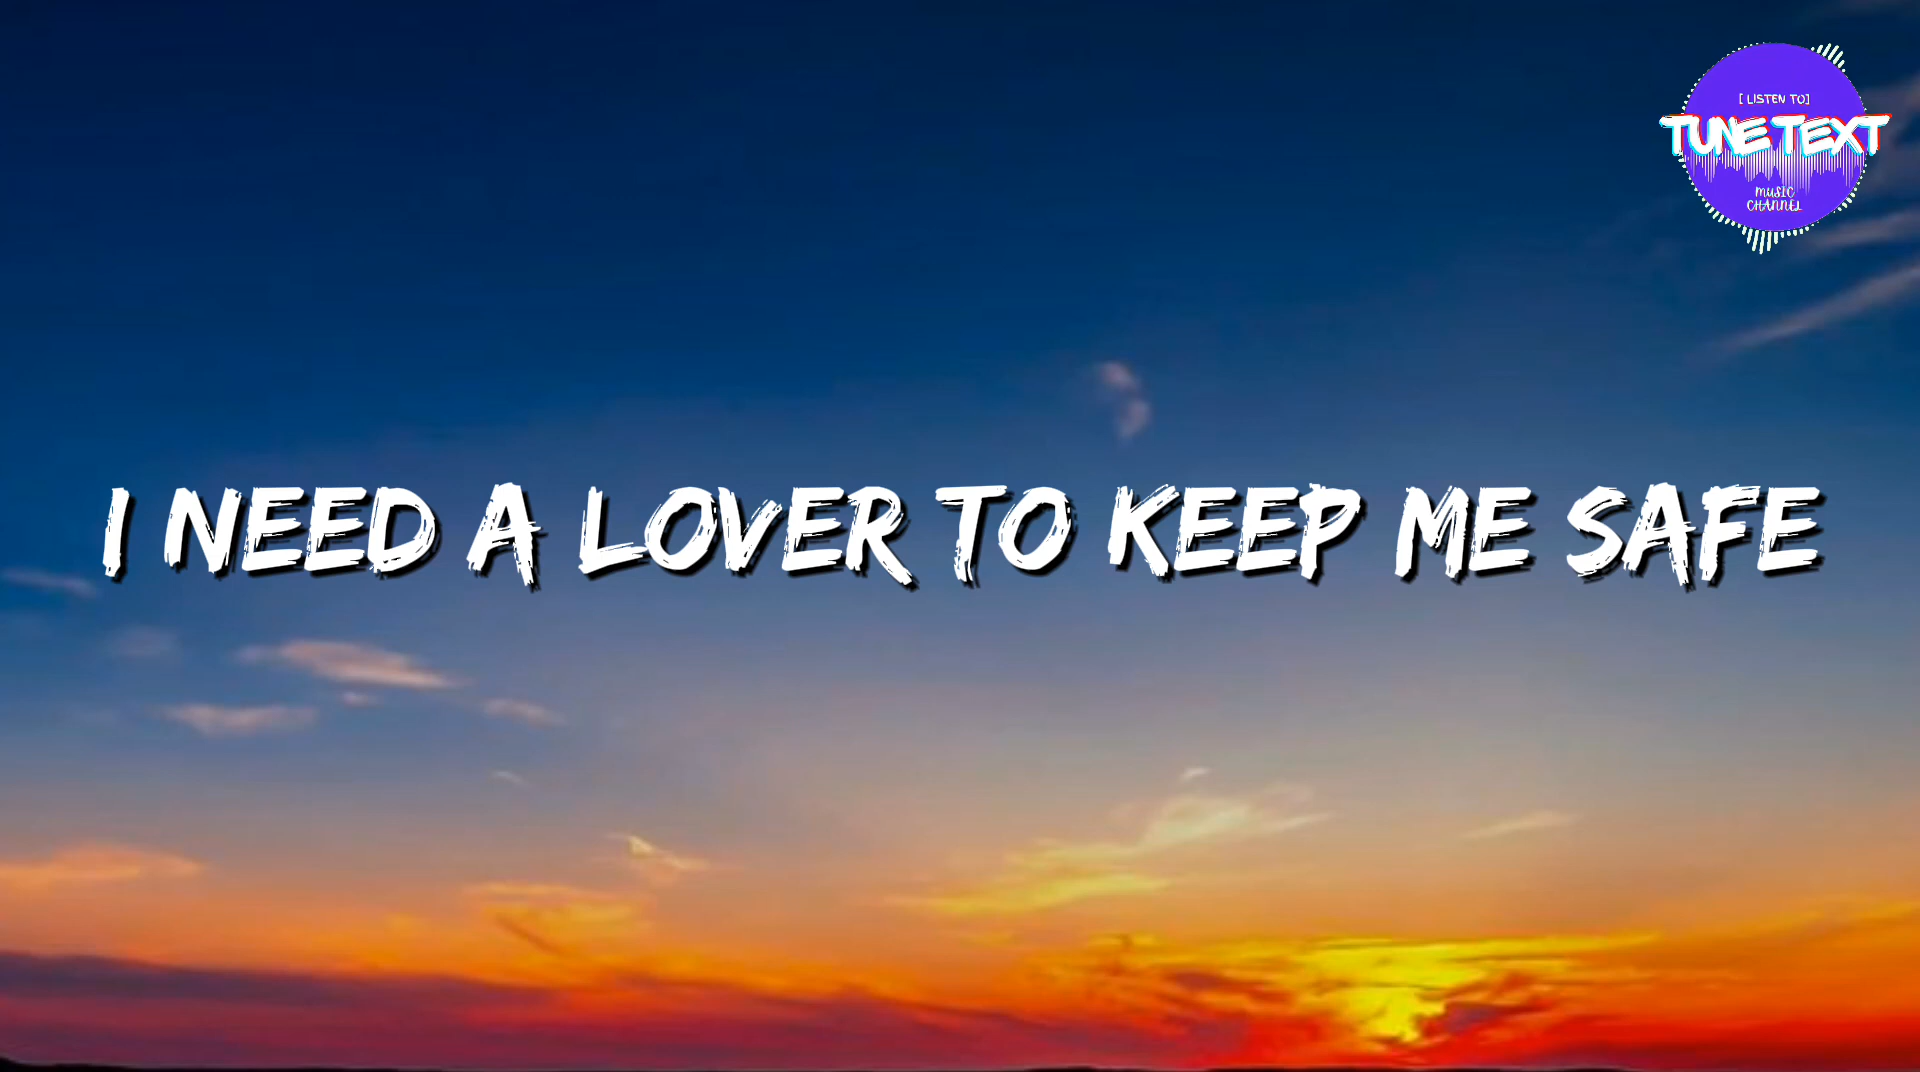 [ LISTEN TO]
TUNE TEXT
MUSIC
CHANNEL
I NEED A LOVER TO KEEP ME SAFE